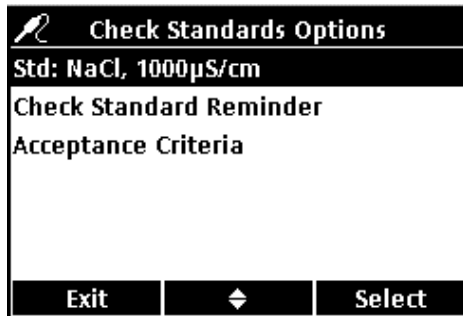 Check Standards Options
Std: NaCl, 1000µS/cm
Check Standard Reminder
Acceptance Criteria
Exit Select